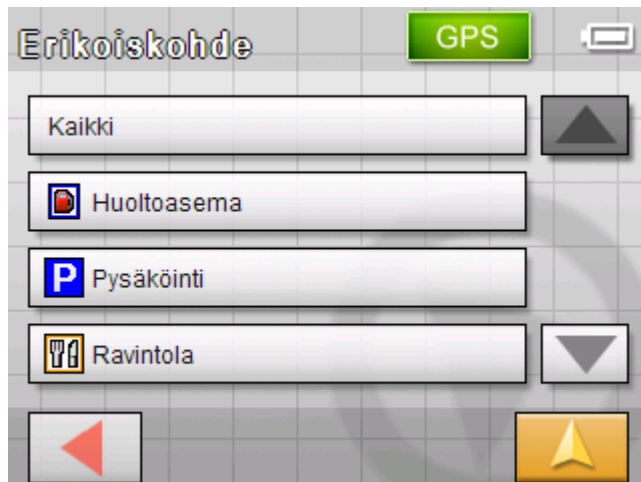 Erikoiskohde
GPS
Kaikki
Huoltoasema
P Pysäköinti
Ravintola